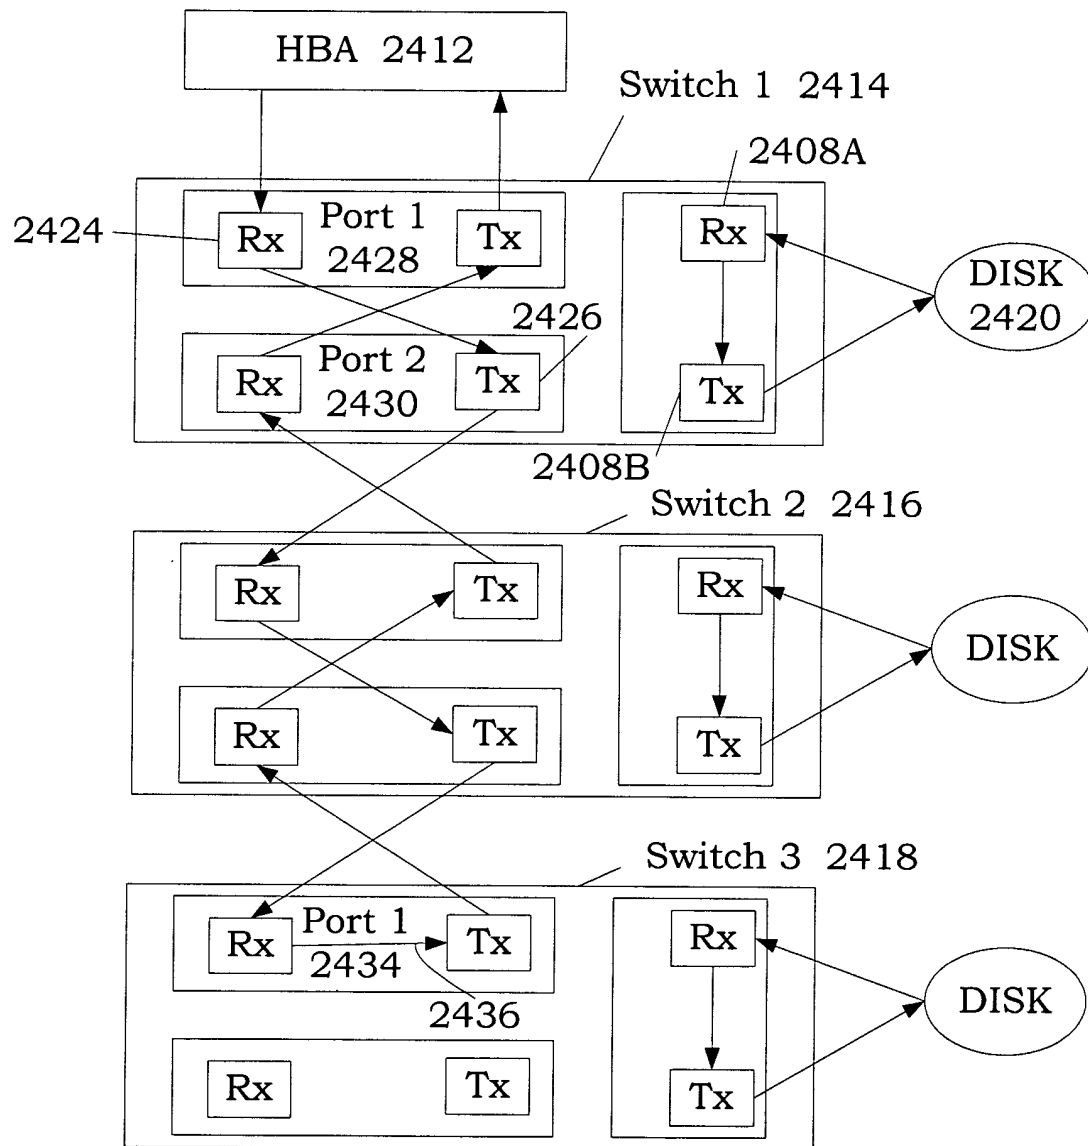 HBA 2412
Switch 1 2414
2408A
2424
Rx
Port 1
2428
Tx
Rx
DISK
2420
2426
Rx
Port 2
2430
Tx
Tx
2408B
Switch 2 2416
Rx
Tx
Rx
DISK
Rx
Tx
Tx
Switch 3 2418
Rx
Port 1
2434
Tx
Rx
2436
DISK
Rx
Tx
Tx